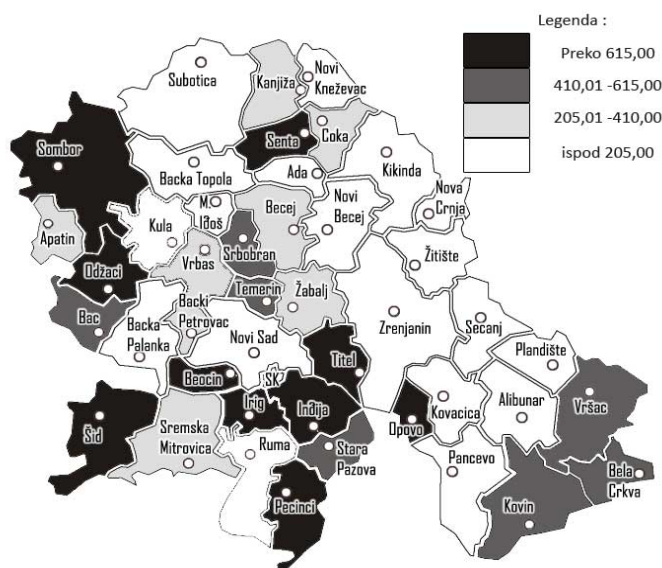 Legenda :
Preko 615,00
410,01 -615,00
205,01 -410,00
ispod 205,00
Subotica
Kanjiža
Novi
Kneževac
Senta
Coka
Sombor
Backa Topola
Ada
Kikinda
M
Iđoš
Becej
Novi
Becej
Nova
Crnja
Apatin
Kula
Vrbas
Srbobran
Žitište
Odžaci
Temerin
Žabalj
Bac
Backi
Petrovac
Backa
Palanka
Novi Sad
Zrenjanin
Secanj
Plandište
Titel
Beocin
SK
Irig
Inđija
Opovo
Kovacica
Alibunar
Vršac
Šid
Sremska
Mitrovica
Ruma
Stara
Pazova
Pancevo
Bela
Crkva
Pecinci
Kovin